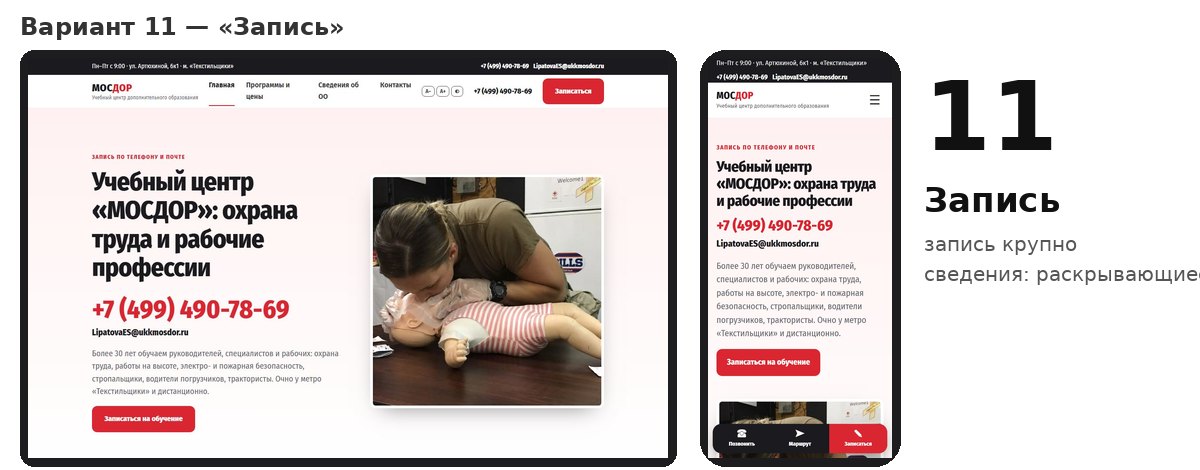 Вариант 11 — «Запись»
Пн–Пт с 9:00 · ул. Артюхиной, 6к1 · м. «Текстильщики»
+7 (499) 490-78-69 LipatovaES@ukkmosdor.ru
МОСДОР
Учебный центр дополнительного образования
Главная
Программы и цены
Сведения об ОО
Контакты
A- A+
+7 (499) 490-78-69
Записаться
ЗАПИСЬ ПО ТЕЛЕФОНУ И ПОЧТЕ
Учебный центр
«МОСДОР»: охрана
труда и рабочие
профессии
+7 (499) 490-78-69
LipatovaES@ukkmosdor.ru
Более 30 лет обучаем руководителей, специалистов и рабочих: охрана
труда, работы на высоте, электро- и пожарная безопасность,
стропальщики, водители погрузчиков, трактористы. Очно у метро
«Текстильщики» и дистанционно.
Записаться на обучение
Welcome
Пн–Пт с 9:00 · ул. Артюхиной, 6к1 · м. «Текстильщики»
+7 (499) 490-78-69 LipatovaES@ukkmosdor.ru
МОСДОР
Учебный центр дополнительного образования
ЗАПИСЬ ПО ТЕЛЕФОНУ И ПОЧТЕ
Учебный центр
«МОСДОР»: охрана труда
и рабочие профессии
+7 (499) 490-78-69
LipatovaES@ukkmosdor.ru
Более 30 лет обучаем руководителей,
специалистов и рабочих: охрана труда,
работы на высоте, электро- и пожарная
безопасность, стропальщики, водители
погрузчиков, трактористы. Очно у метро
«Текстильщики» и дистанционно.
Записаться на обучение
Позвонить
Маршрут
Записаться
11
Запись
запись крупно
сведения: раскрывающиес